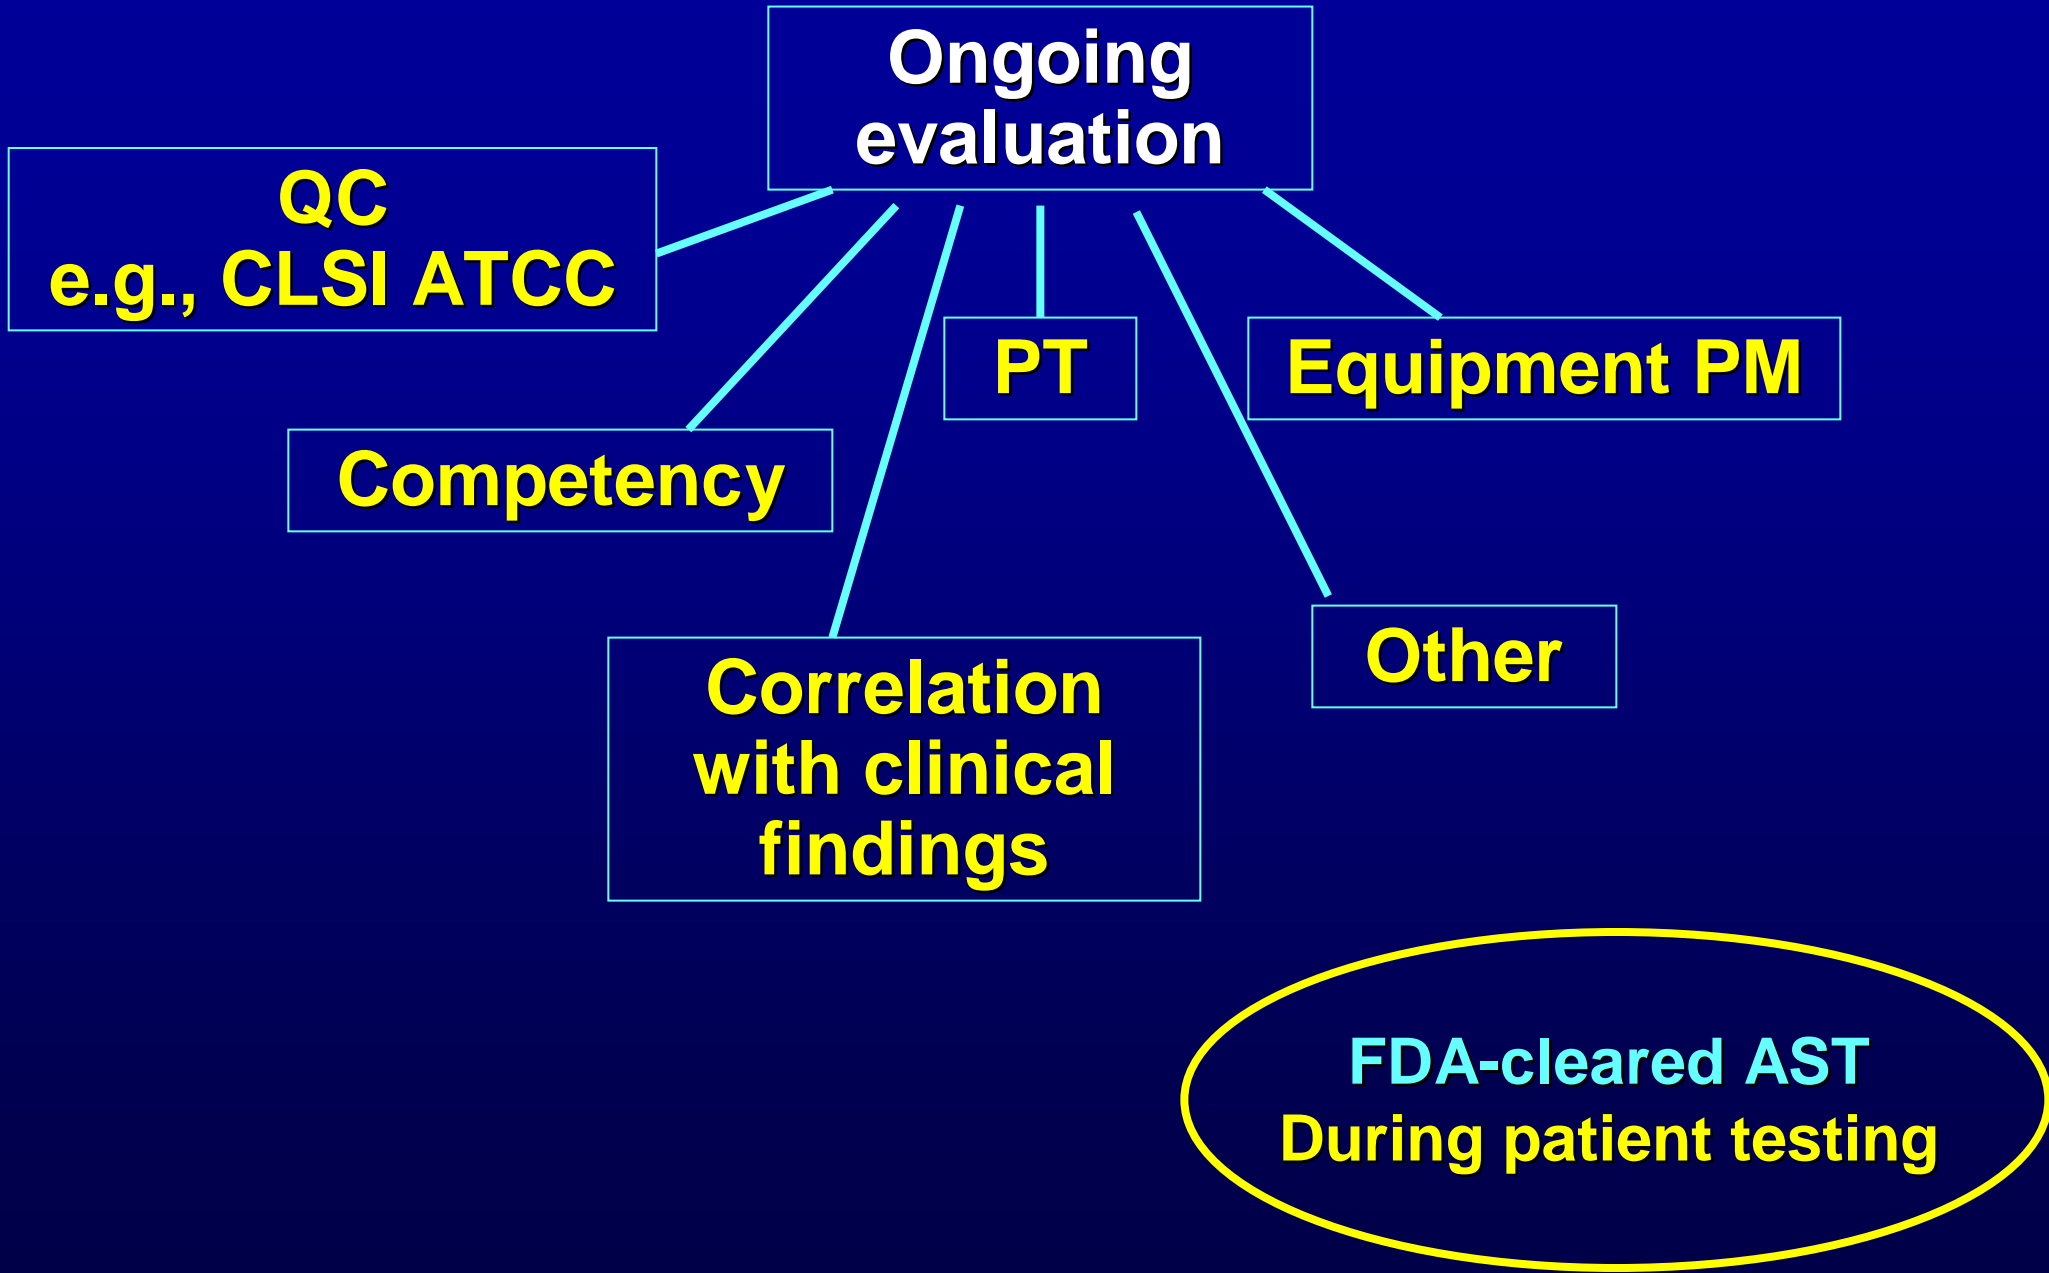 Ongoing
evaluation
QC
e.g., CLSI ATCC
PT
Equipment PM
Competency
Other
Correlation
with clinical
findings
FDA-cleared AST
During patient testing